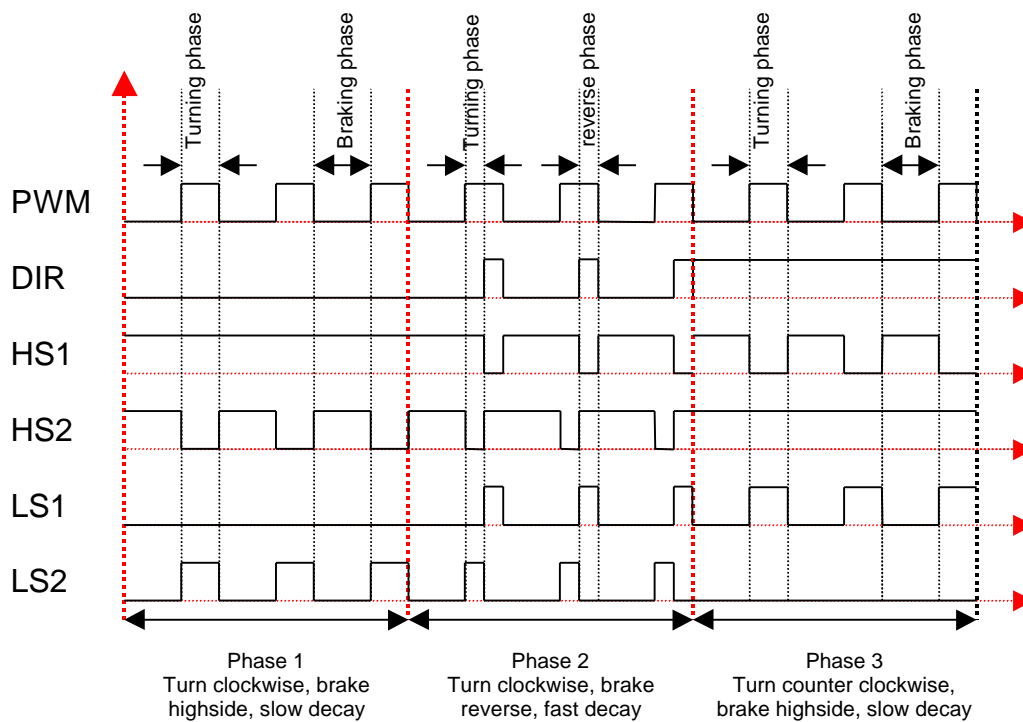 Turning phase
Braking phase
Turning phase
reverse phase
Turning phase
Braking phase
PWM
DIR
HS1
HS2
LS1
LS2
Phase 1
Turn clockwise, brake
highside, slow decay
Phase 2
Turn clockwise, brake
reverse, fast decay
Phase 3
Turn counter clockwise,
brake highside, slow decay